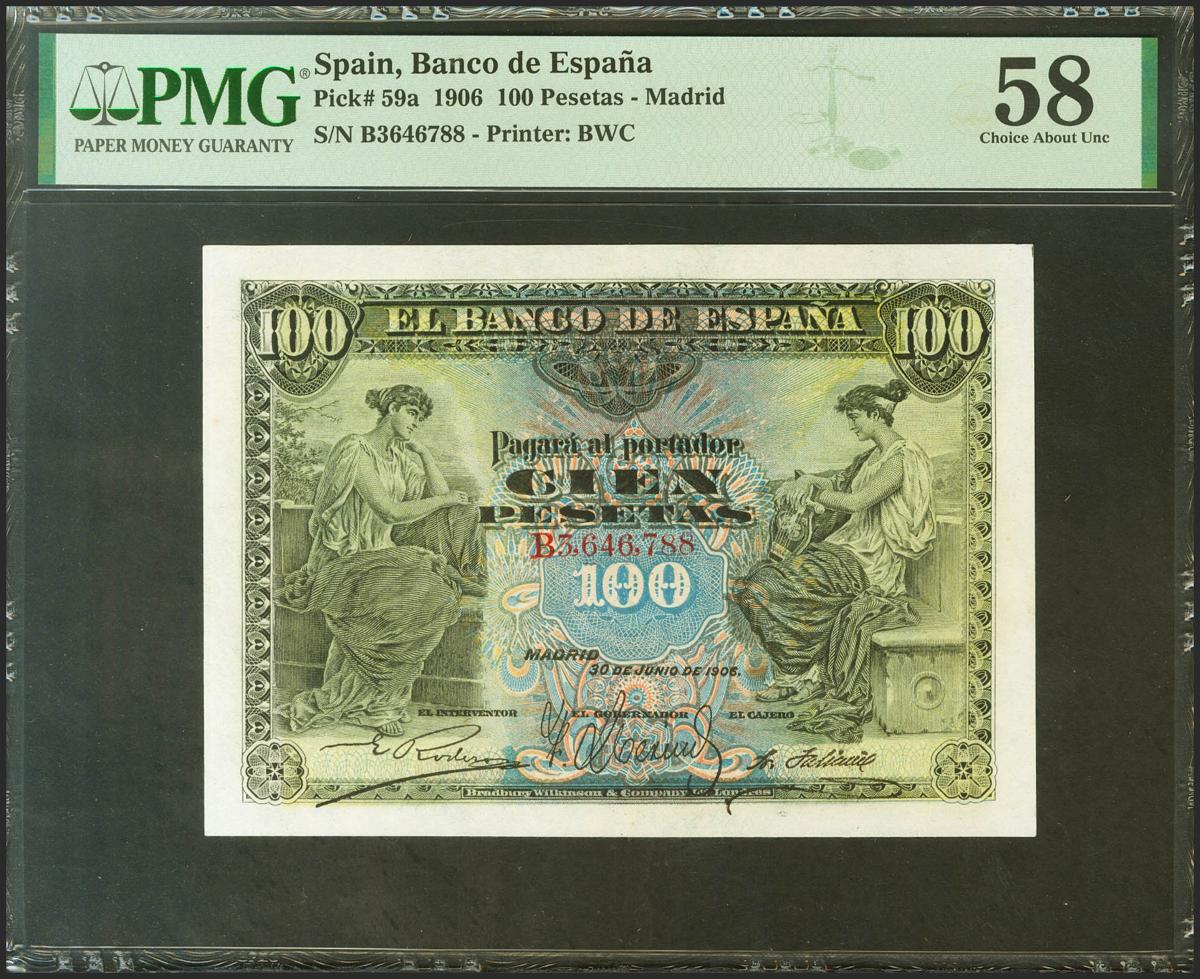 PMG®
PAPER MONEY GUARANTY
Spain, Banco de España
Pick# 59a 1906 100 Pesetas - Madrid
S/N B3646788 - Printer: BWC
58
Choice About Unc
100 EL BANCO DE ESPAÑA 100
Pagará al portador
CIEN
PESETAS
B3,646,788
100
MADRID
30 DE JUNIO DE 1906.
EL INTERVENTOR EL GOBERNADOR EL CAJERO
Bradbury Wilkinson & Company Londres